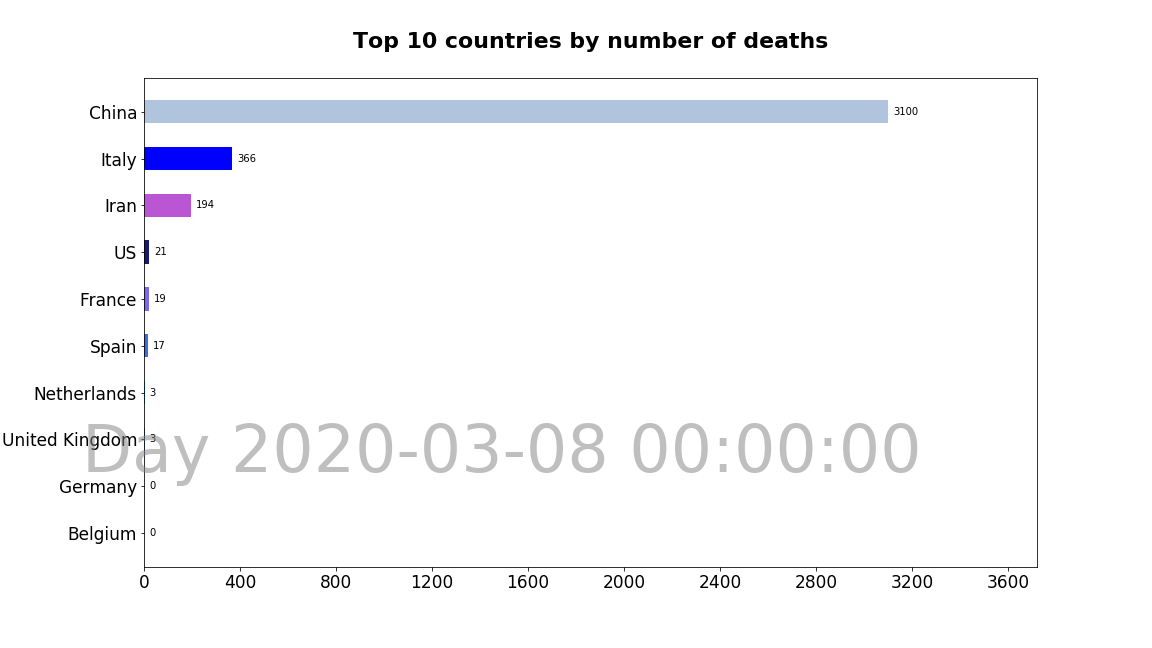 Top 10 countries by number of deaths
China 3100
Italy 366
Iran 194
US 21
France 19
Spain 17
Netherlands 3
United Kingdom 3
Day 2020-03-08 00:00:00
Germany 0
Belgium 0
0 400 800 1200 1600 2000 2400 2800 3200 3600